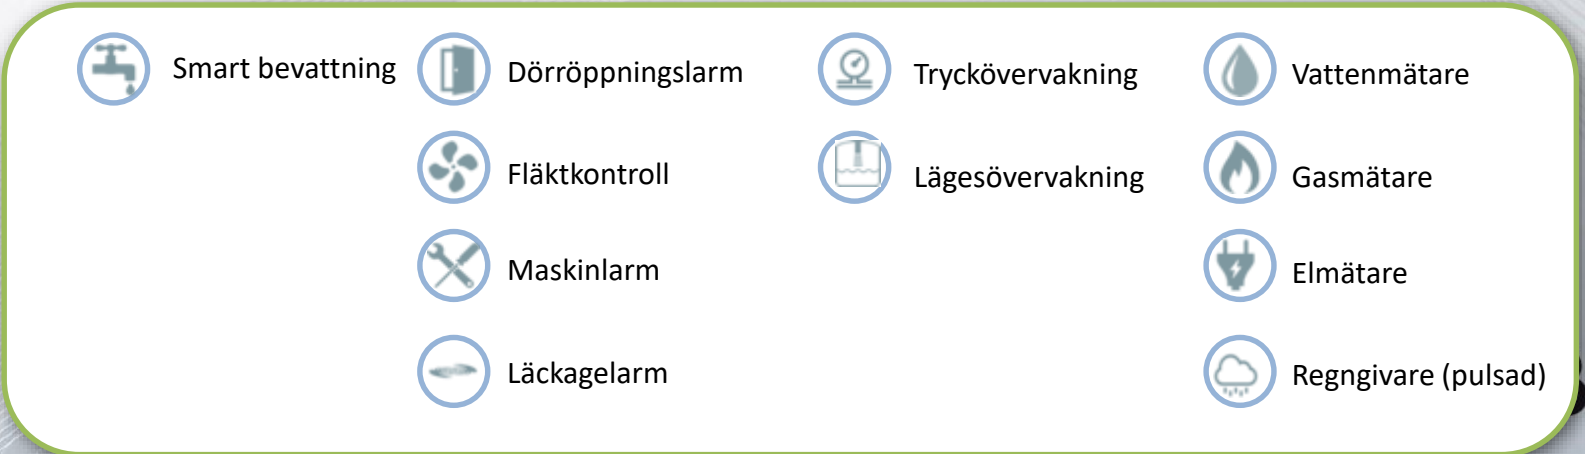 Smart bevattning
Dörröppningslarm
Fläktkontroll
Maskinlarm
Läckagelarm
Tryckövervakning
Lägesövervakning
Vattenmätare
Gasmätare
Elmätare
Regngivare (pulsad)